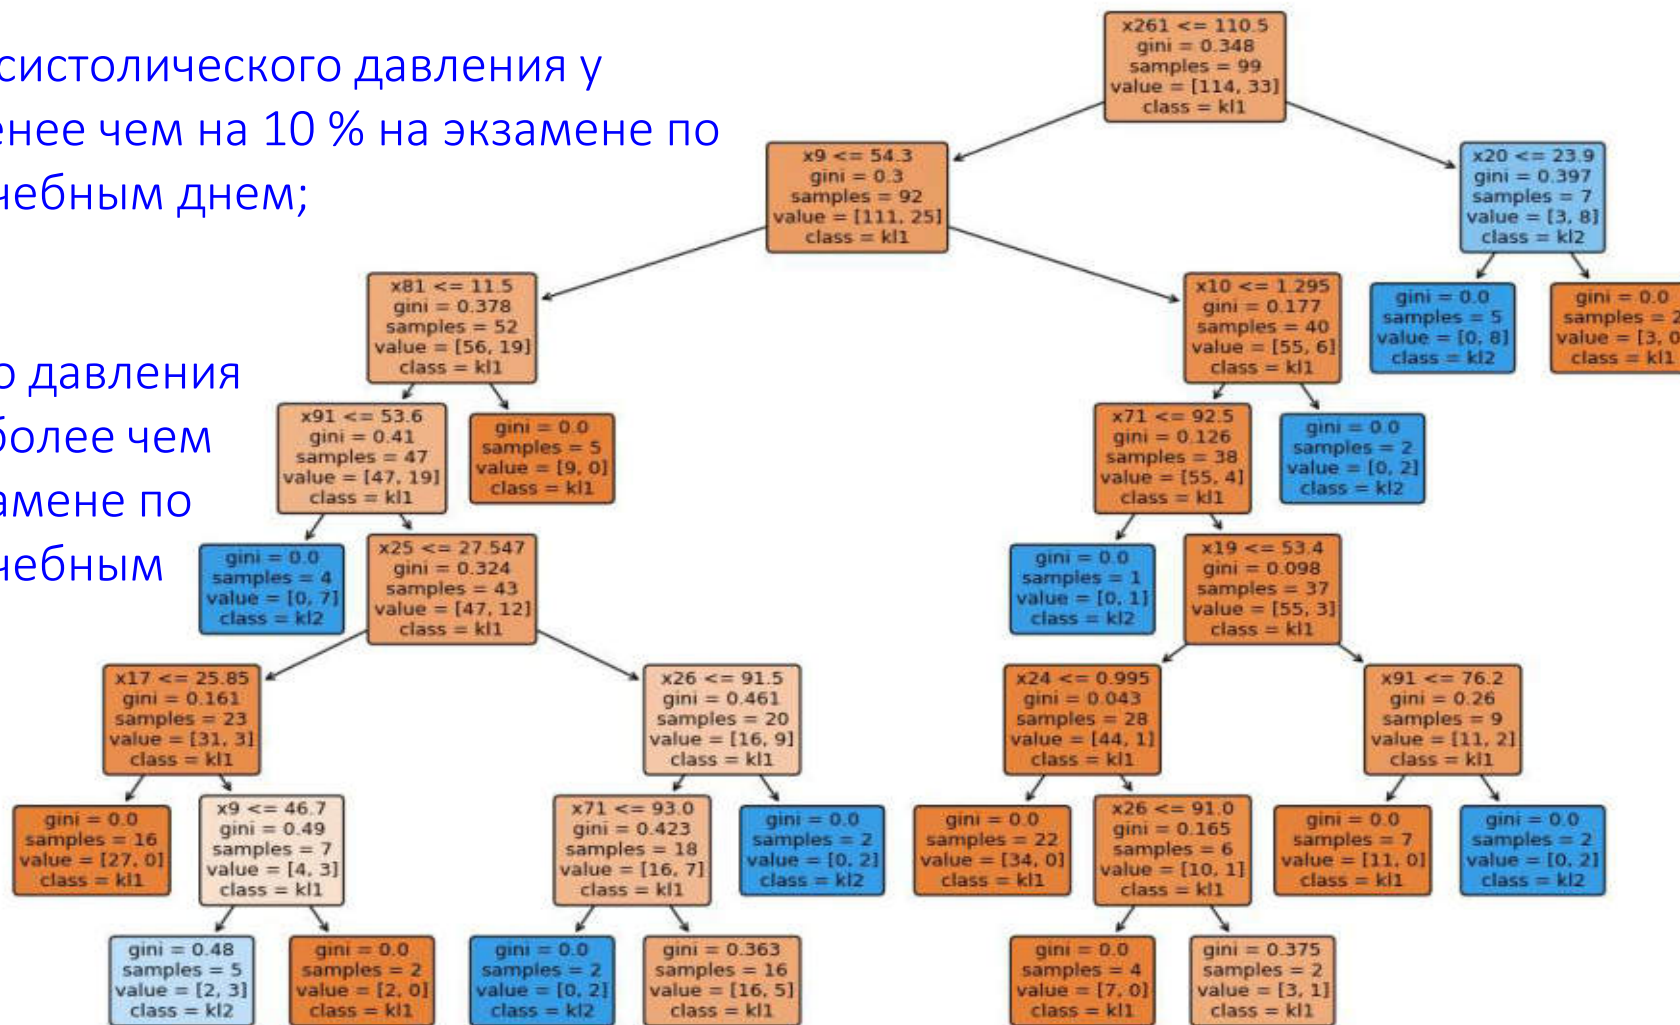 систолического давления у
енее чем на 10 % на экзамене по
чебным днем;
о давления
более чем
амене по
чебным
x261 <= 110.5
gini = 0.348
samples = 99
value = [114, 33]
class = kl1
x9 <= 54.3
gini = 0.3
samples = 92
value = [111, 25]
class = kl1
x20 <= 23.9
gini = 0.397
samples = 7
value = [3, 8]
class = kl2
x81 <= 11.5
gini = 0.378
samples = 52
value = [56, 19]
class = kl1
x10 <= 1.295
gini = 0.177
samples = 40
value = [55, 6]
class = kl1
gini = 0.0
samples = 5
value = [0, 8]
class = kl2
gini = 0.0
samples = 2
value = [3, 0
class = kl1
x91 <= 53.6
gini = 0.41
samples = 47
value = [47, 19]
class = kl1
gini = 0.0
samples = 5
value = [9, 0]
class = kl1
x71 <= 92.5
gini = 0.126
samples = 38
value = [55, 4]
class = kl1
gini = 0.0
samples = 2
value = [0, 2]
class = kl2
gini = 0.0
samples = 4
value = [0, 7]
class = kl2
x25 <= 27.547
gini = 0.324
samples = 43
value = [47, 12]
class = kl1
gini = 0.0
samples = 1
value = [0, 1]
class = kl2
x19 <= 53.4
gini = 0.098
samples = 37
value = [55, 3]
class = kl1
x17 <= 25.85
gini = 0.161
samples = 23
value = [31, 3]
class = kl1
x26 <= 91.5
gini = 0.461
samples = 20
value = [16, 9]
class = kl1
x24 <= 0.995
gini = 0.043
samples = 28
value = [44, 1]
class = kl1
x91 <= 76.2
gini = 0.26
samples = 9
value = [11, 2]
class = kl1
gini = 0.0
samples = 16
value = [27, 0]
class = kl1
x9 <= 46.7
gini = 0.49
samples = 7
value = [4, 3]
class = kl1
x71 <= 93.0
gini = 0.423
samples = 18
value = [16, 7]
class = kl1
gini = 0.0
samples = 2
value = [0, 2]
class = kl2
gini = 0.0
samples = 22
value = [34, 0]
class = kl1
x26 <= 91.0
gini = 0.165
samples = 6
value = [10, 1]
class = kl1
gini = 0.0
samples = 7
value = [11, 0]
class = kl1
gini = 0.0
samples = 2
value = [0, 2]
class = kl2
gini = 0.48
samples = 5
value = [2, 3]
class = kl2
gini = 0.0
samples = 2
value = [2, 0]
class = kl1
gini = 0.0
samples = 2
value = [0, 2]
class = kl2
gini = 0.363
samples = 16
value = [16, 5]
class = kl1
gini = 0.0
samples = 4
value = [7, 0]
class = kl1
gini = 0.375
samples = 2
value = [3, 1]
class = kl1